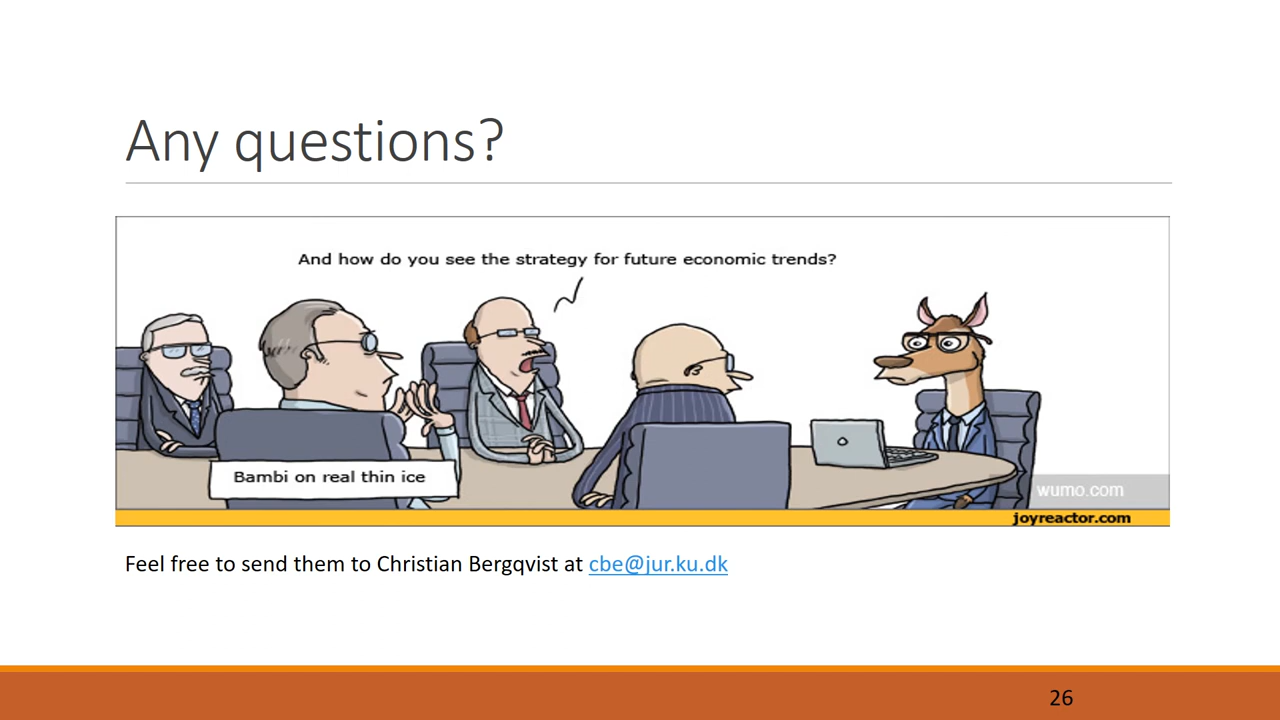 Any questions?
And how do you see the strategy for future economic trends?
Bambi on real thin ice
wumo.com
joyreactor.com
Feel free to send them to Christian Bergqvist at cbe@jur.ku.dk
26